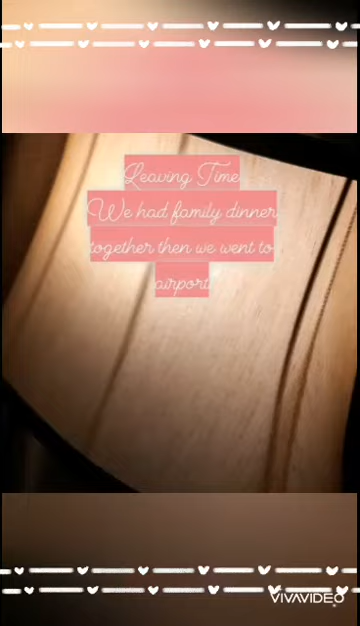 Leaving Time
We had family dinner
together then we went to
airport
VIVAVIDEO